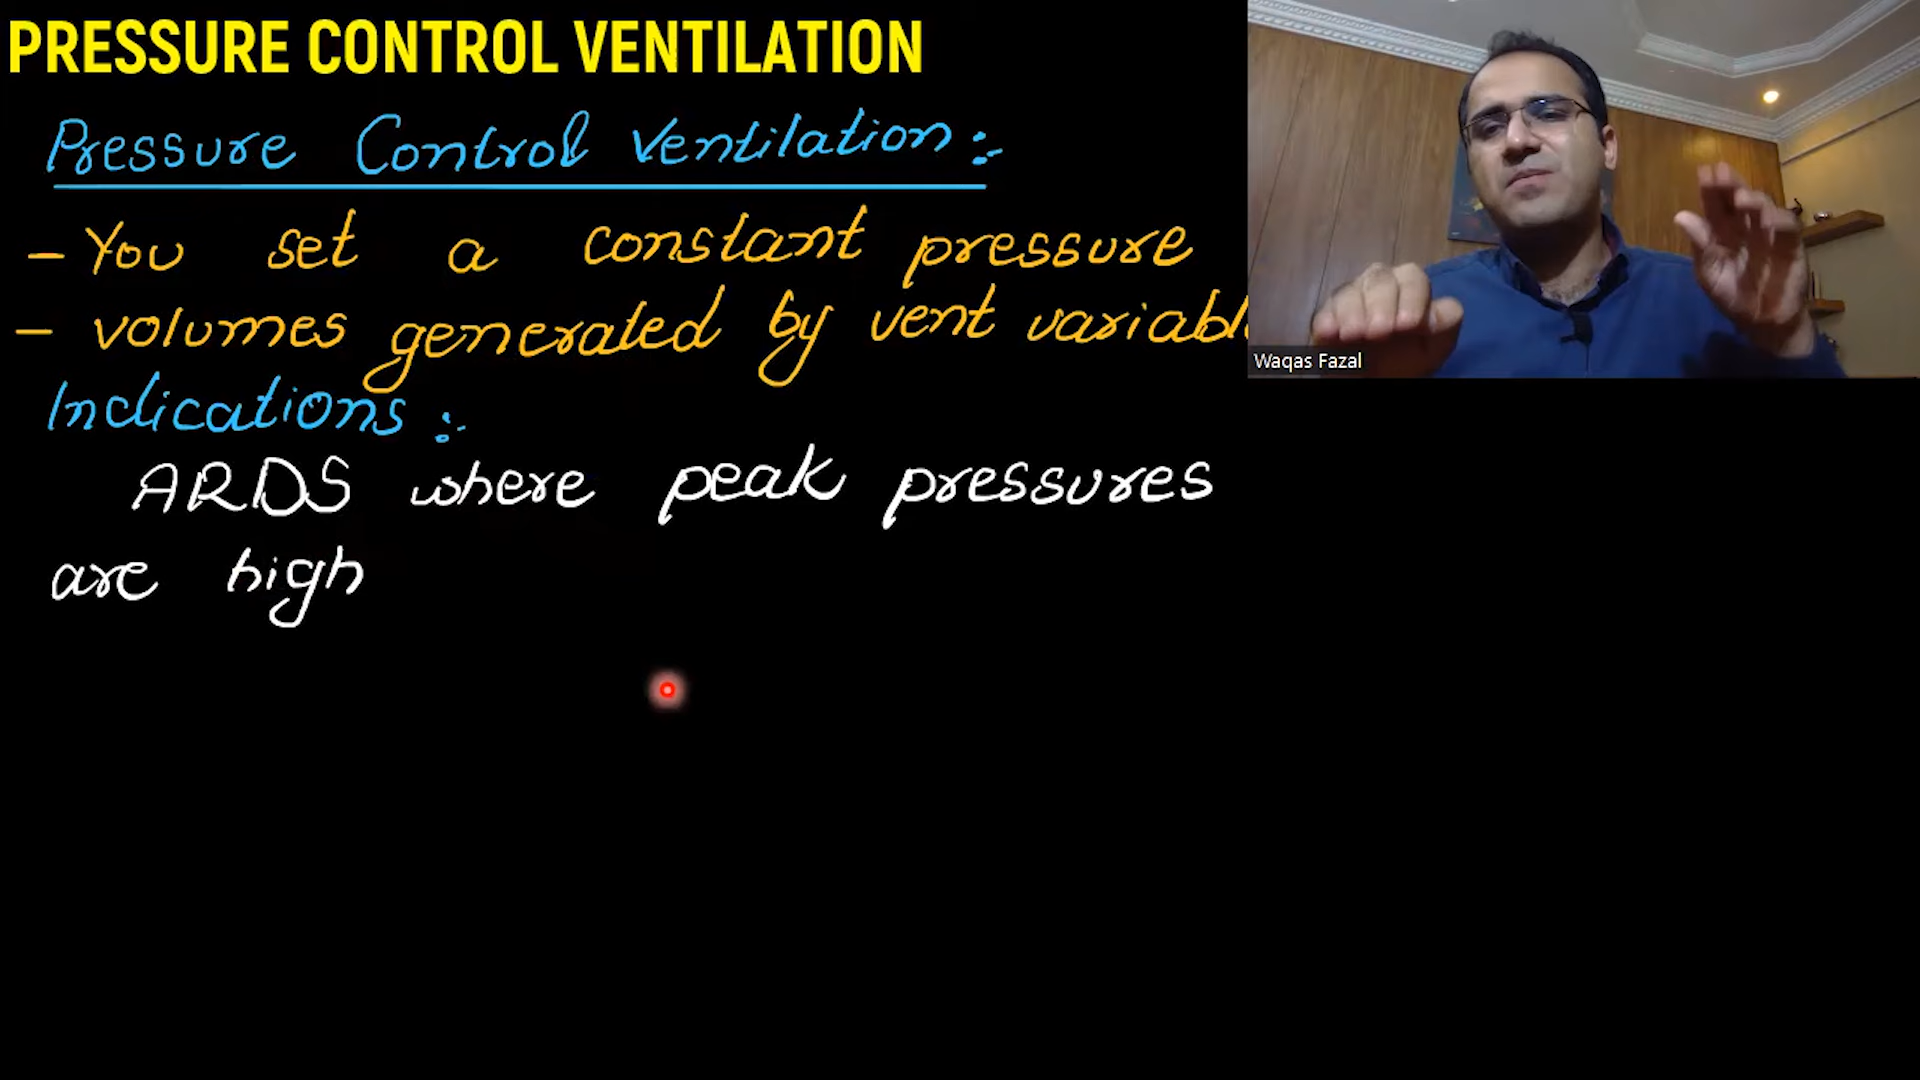 PRESSURE CONTROL VENTILATION
Pressure Control Ventilation:-
- You set a constant pressure
- volumes generated by vent variabl
Indications:-
ARDS where peak pressures
are high
Waqas Fazal